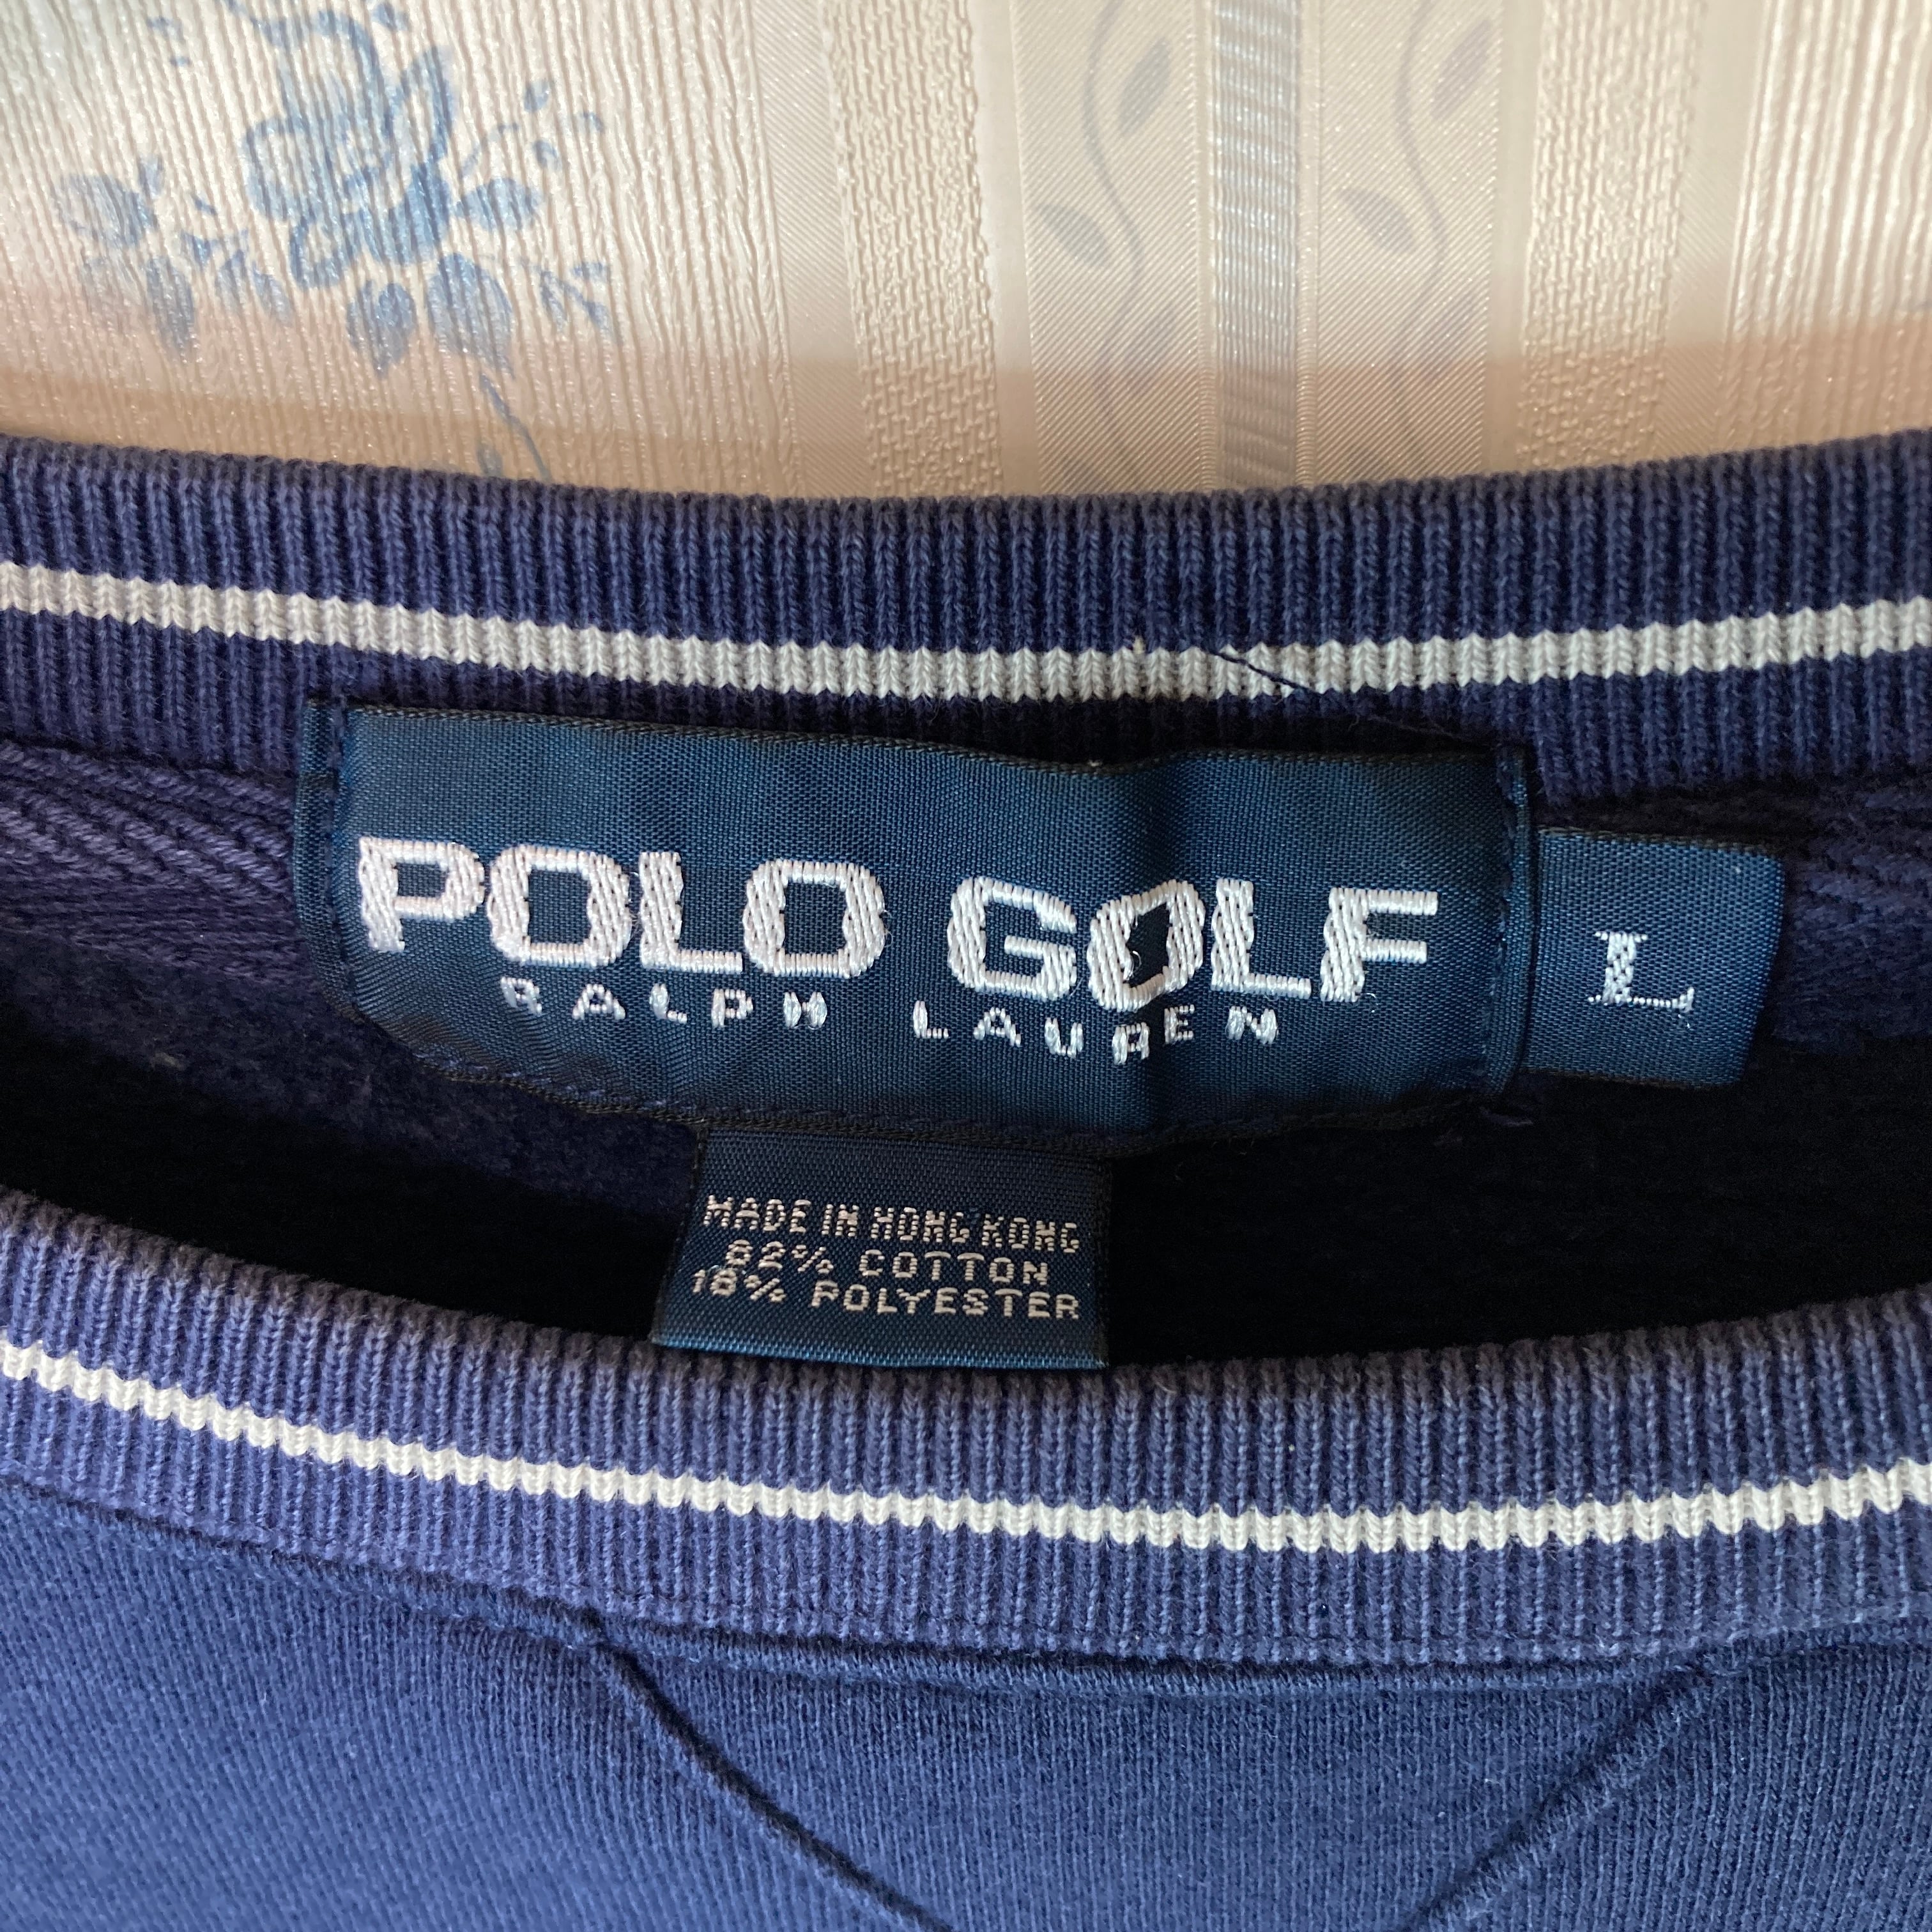 POLO GOLF
RALPH LAUREN
L
MADE IN HONG KONG
82% COTTON
18% POLYESTER